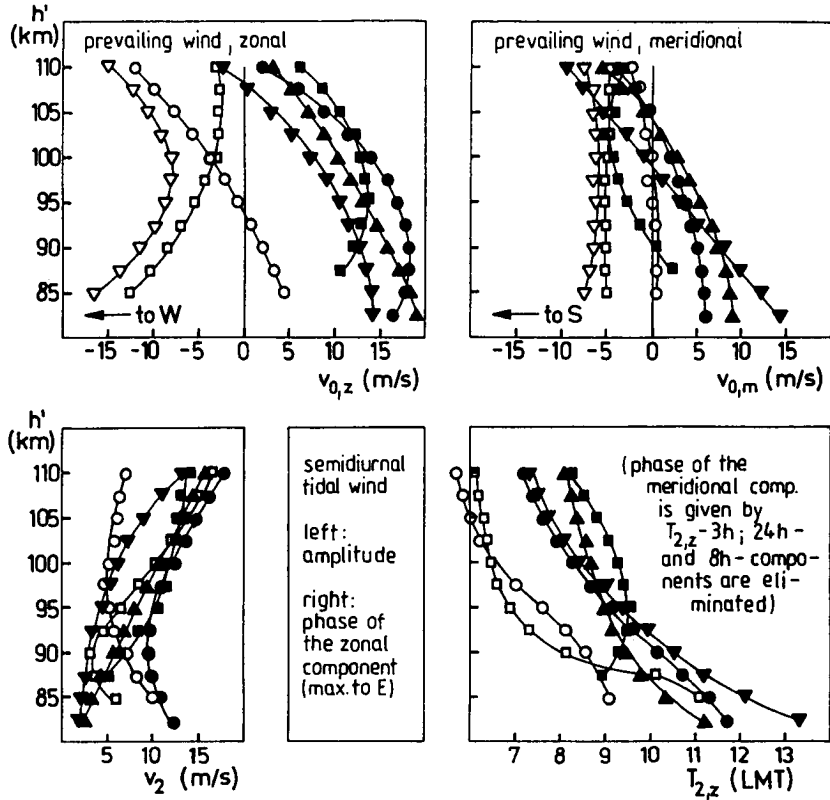 h'
(km)
prevailing wind, zonal
110
105
100
95
90
85
← to W
-15 -10 -5 0 5 10 15
v0,z (m/s)
prevailing wind, meridional
← to S
-15 -10 -5 0 5 10 15
v0,m (m/s)
h'
(km)
110
105
100
95
90
85
5 10 15
v2 (m/s)
semidiurnal
tidal wind
left:
amplitude
right:
phase of
the zonal
component
(max. to E)
(phase of the
meridional comp.
is given by
T2,z-3h; 24h-
and 8h-compo-
nents are eli-
minated)
7 8 9 10 11 12 13
T2,z (LMT)